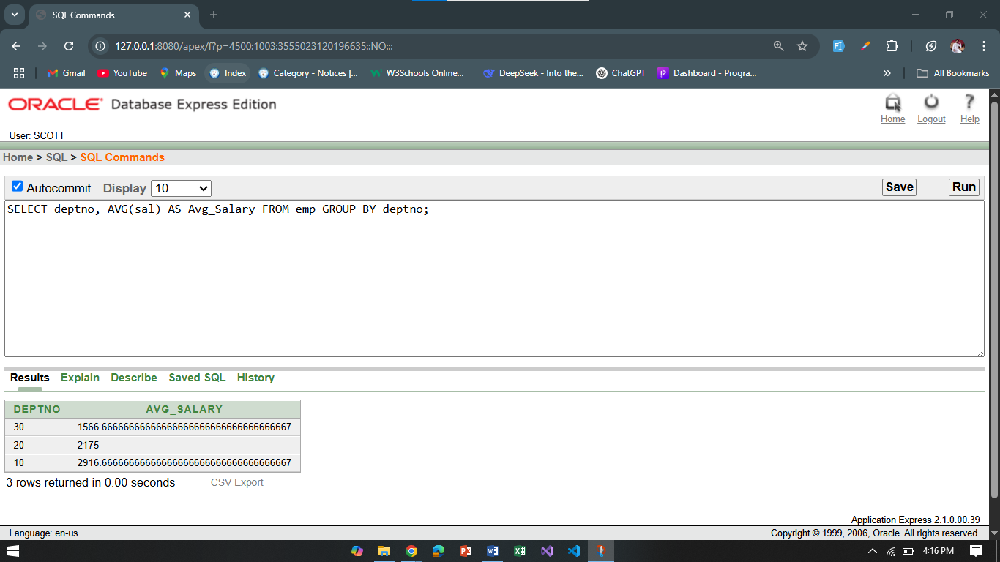 SQL Commands
127.0.0.1:8080/apex/f?p=4500:1003:3555023120196635::NO:::
Gmail YouTube Maps Index Category - Notices |... W3Schools Online... DeepSeek - Into the... ChatGPT Dashboard - Progra... » All Bookmarks
ORACLE Database Express Edition
Home Logout Help
User: SCOTT
Home > SQL > SQL Commands
Autocommit Display 10 Save Run
SELECT deptno, AVG(sal) AS Avg_Salary FROM emp GROUP BY deptno;
Results Explain Describe Saved SQL History
DEPTNO AVG_SALARY
30 1566.66666666666666666666666666666667
20 2175
10 2916.66666666666666666666666666666667
3 rows returned in 0.00 seconds CSV Export
Application Express 2.1.0.00.39
Language: en-us Copyright © 1999, 2006, Oracle. All rights reserved.
4:16 PM